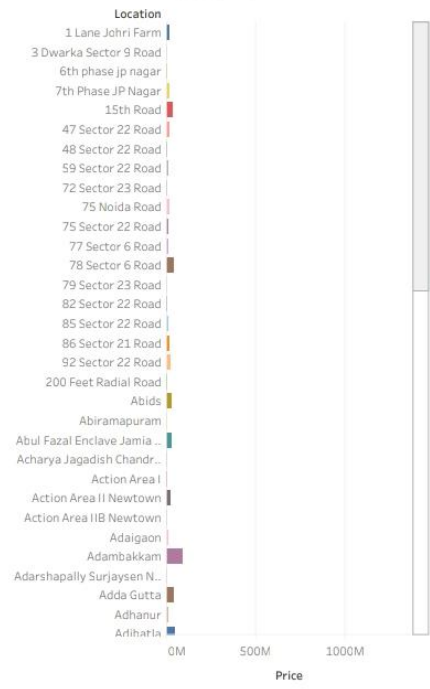 Location
1 Lane Johri Farm
3 Dwarka Sector 9 Road
6th phase jp nagar
7th Phase JP Nagar
15th Road
47 Sector 22 Road
48 Sector 22 Road
59 Sector 22 Road
72 Sector 23 Road
75 Noida Road
75 Sector 22 Road
77 Sector 6 Road
78 Sector 6 Road
79 Sector 23 Road
82 Sector 22 Road
85 Sector 22 Road
86 Sector 21 Road
92 Sector 22 Road
200 Feet Radial Road
Abids
Abiramapuram
Abul Fazal Enclave Jamia ..
Acharya Jagadish Chandr..
Action Area I
Action Area II Newtown
Action Area IIB Newtown
Adaigaon
Adambakkam
Adarshapally Surjaysen N..
Adda Gutta
Adhanur
Adibatla
0M 500M 1000M
Price